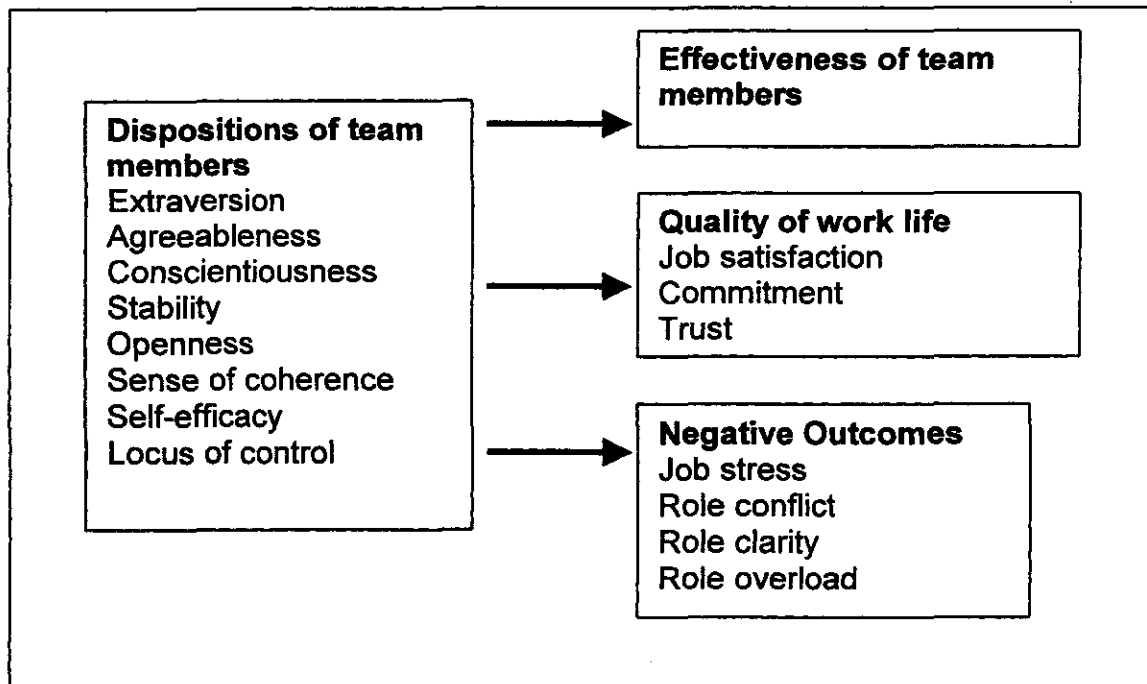 Dispositions of team
members
Extraversion
Agreeableness
Conscientiousness
Stability
Openness
Sense of coherence
Self-efficacy
Locus of control
Effectiveness of team
members
Quality of work life
Job satisfaction
Commitment
Trust
Negative Outcomes
Job stress
Role conflict
Role clarity
Role overload